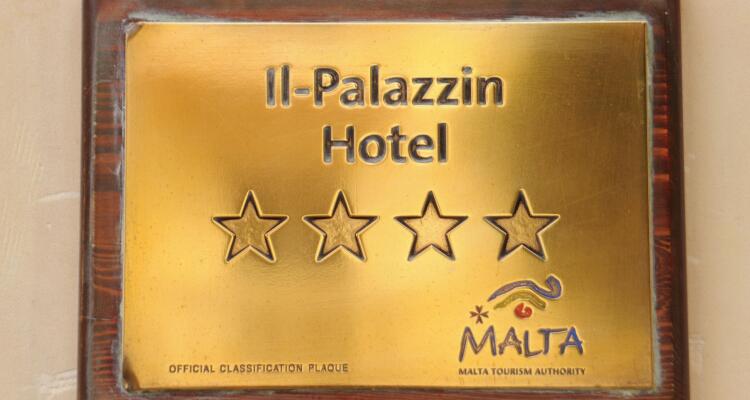 Il-Palazzin
Hotel
MALTA
OFFICIAL CLASSIFICATION PLAQUE
MALTA TOURISM AUTHORITY